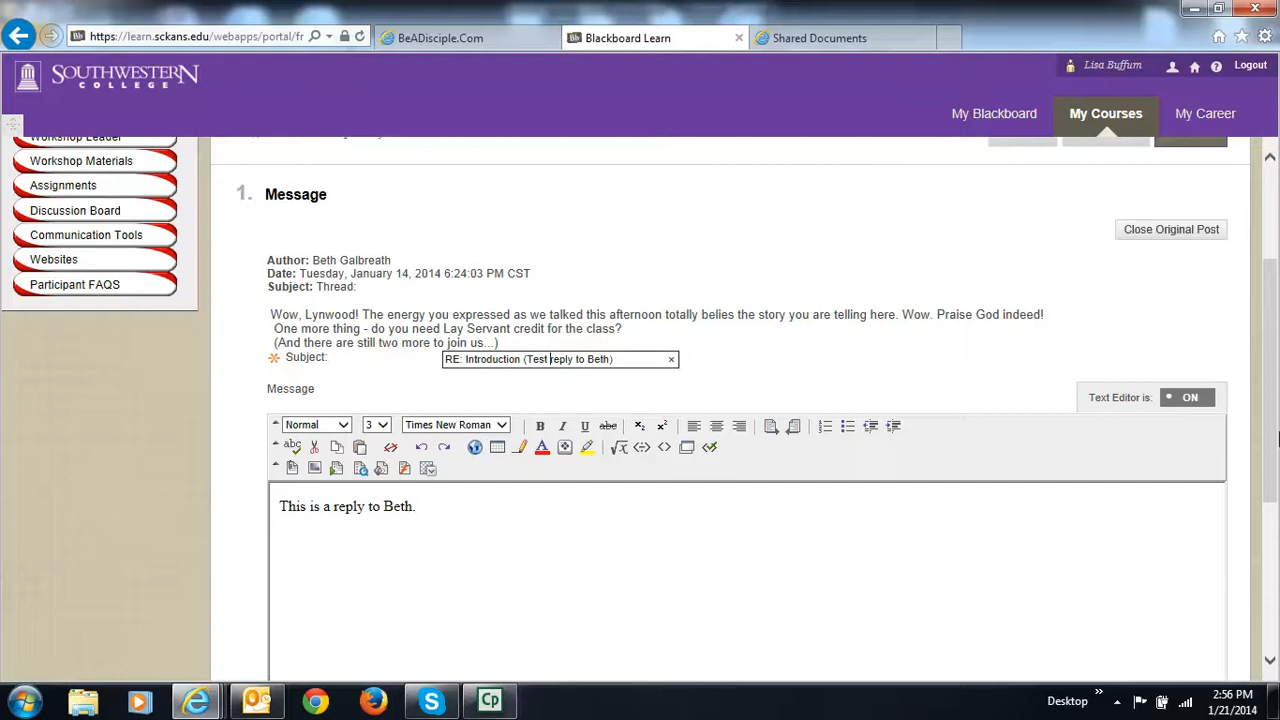 https://learn.sckans.edu/webapps/portal/fr
BeADisciple.Com
Blackboard Learn
Shared Documents
SOUTHWESTERN
COLLEGE
Lisa Buffum
Logout
My Blackboard
My Courses
My Career
Workshop Leader
Workshop Materials
Assignments
Discussion Board
Communication Tools
Websites
Participant FAQS
1. Message
Close Original Post
Author: Beth Galbreath
Date: Tuesday, January 14, 2014 6:24:03 PM CST
Subject: Thread:
Wow, Lynwood! The energy you expressed as we talked this afternoon totally belies the story you are telling here. Wow. Praise God indeed!
One more thing - do you need Lay Servant credit for the class?
(And there are still two more to join us...)
Subject:
RE: Introduction (Test reply to Beth)
Message
Text Editor is: ON
Normal 3 Times New Roman B I U abc x₂ x²
abc
This is a reply to Beth.
Desktop
2:56 PM
1/21/2014